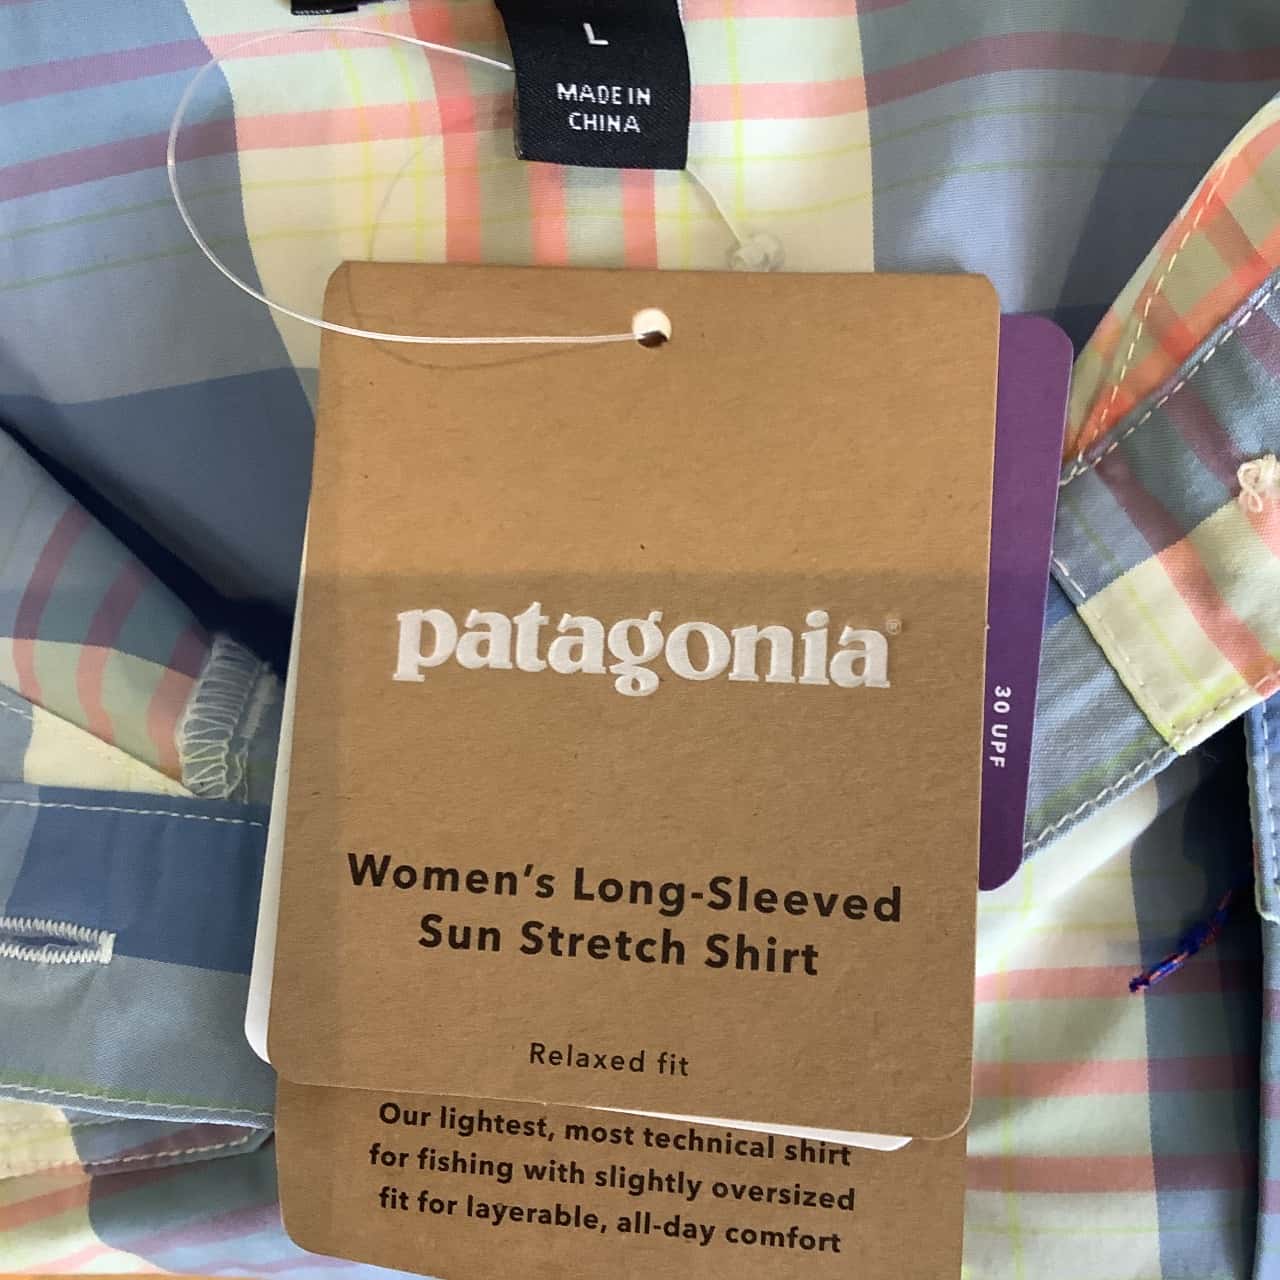 L
MADE IN
CHINA
patagonia®
30 UPF
Women's Long-Sleeved
Sun Stretch Shirt
Relaxed fit
Our lightest, most technical shirt
for fishing with slightly oversized
fit for layerable, all-day comfort